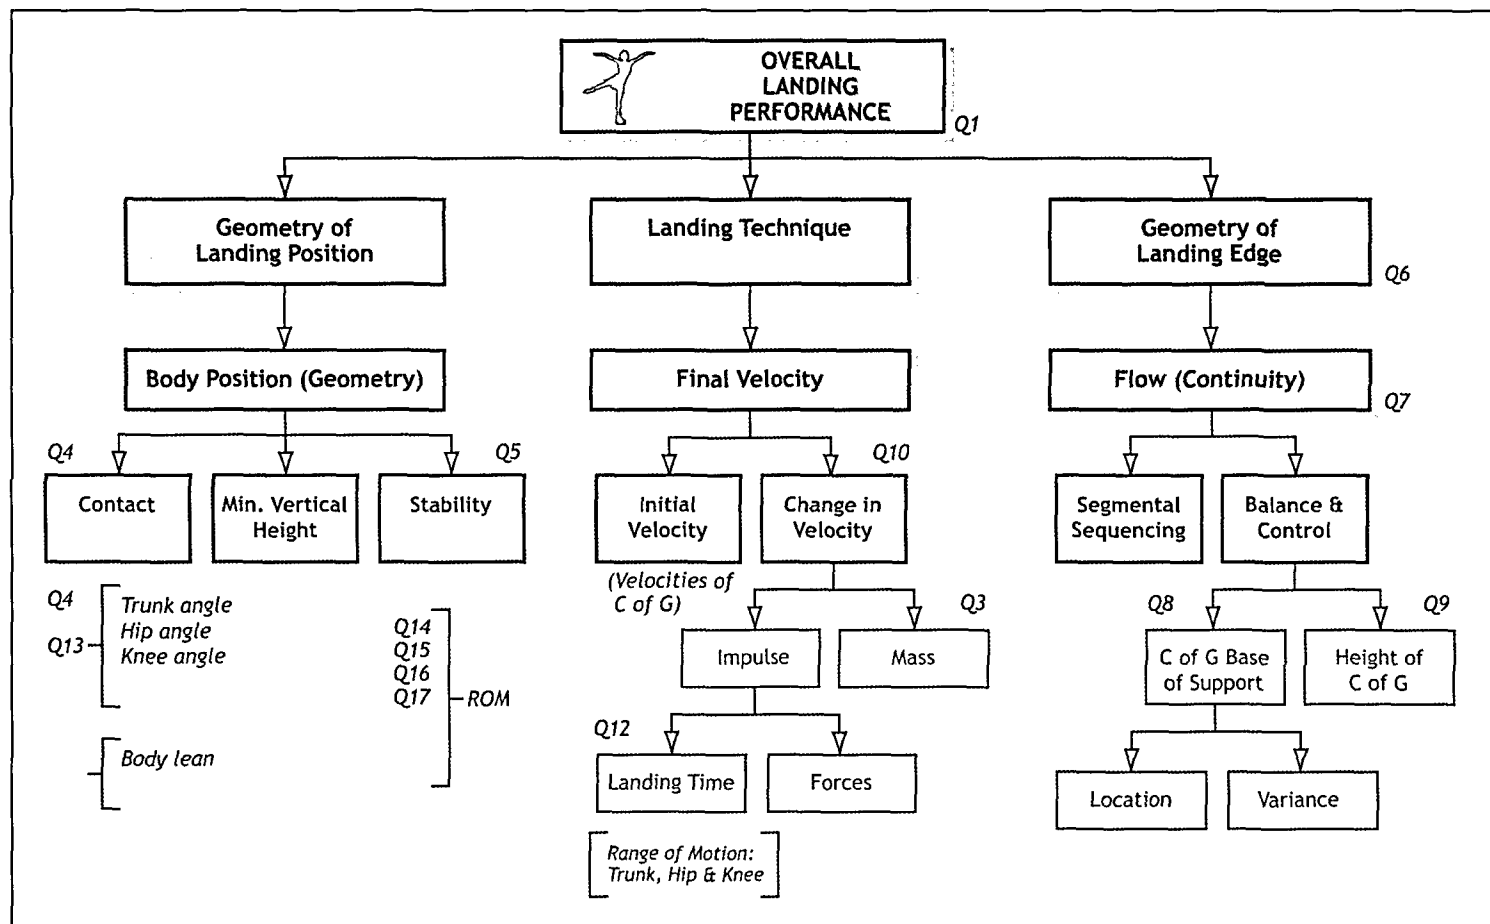 OVERALL
LANDING
PERFORMANCE
Q1
Geometry of
Landing Position
Landing Technique
Geometry of
Landing Edge
Q6
Body Position (Geometry)
Final Velocity
Flow (Continuity)
Q7
Q4
Q5
Q10
Contact
Min. Vertical
Height
Stability
Initial
Velocity
Change in
Velocity
Segmental
Sequencing
Balance &
Control
(Velocities of
C of G)
Q4
Q13
Trunk angle
Hip angle
Knee angle
Q14
Q15
Q16
Q17
ROM
Body lean
Q3
Impulse
Mass
Q8
Q9
C of G Base
of Support
Height of
C of G
Q12
Landing Time
Forces
Location
Variance
Range of Motion:
Trunk, Hip & Knee